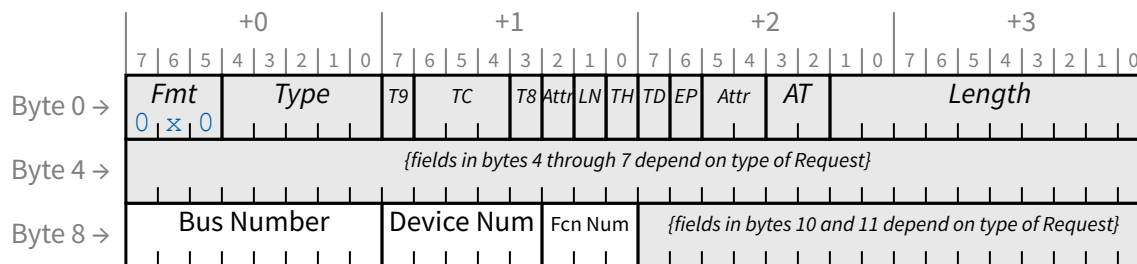 +0 +1 +2 +3
7 6 5 4 3 2 1 0 7 6 5 4 3 2 1 0 7 6 5 4 3 2 1 0 7 6 5 4 3 2 1 0
Byte 0 → Fmt Type T9 TC T8 Attr LN TH TD EP Attr AT Length
0 x 0
Byte 4 → {fields in bytes 4 through 7 depend on type of Request}
Byte 8 → Bus Number Device Num Fcn Num {fields in bytes 10 and 11 depend on type of Request}